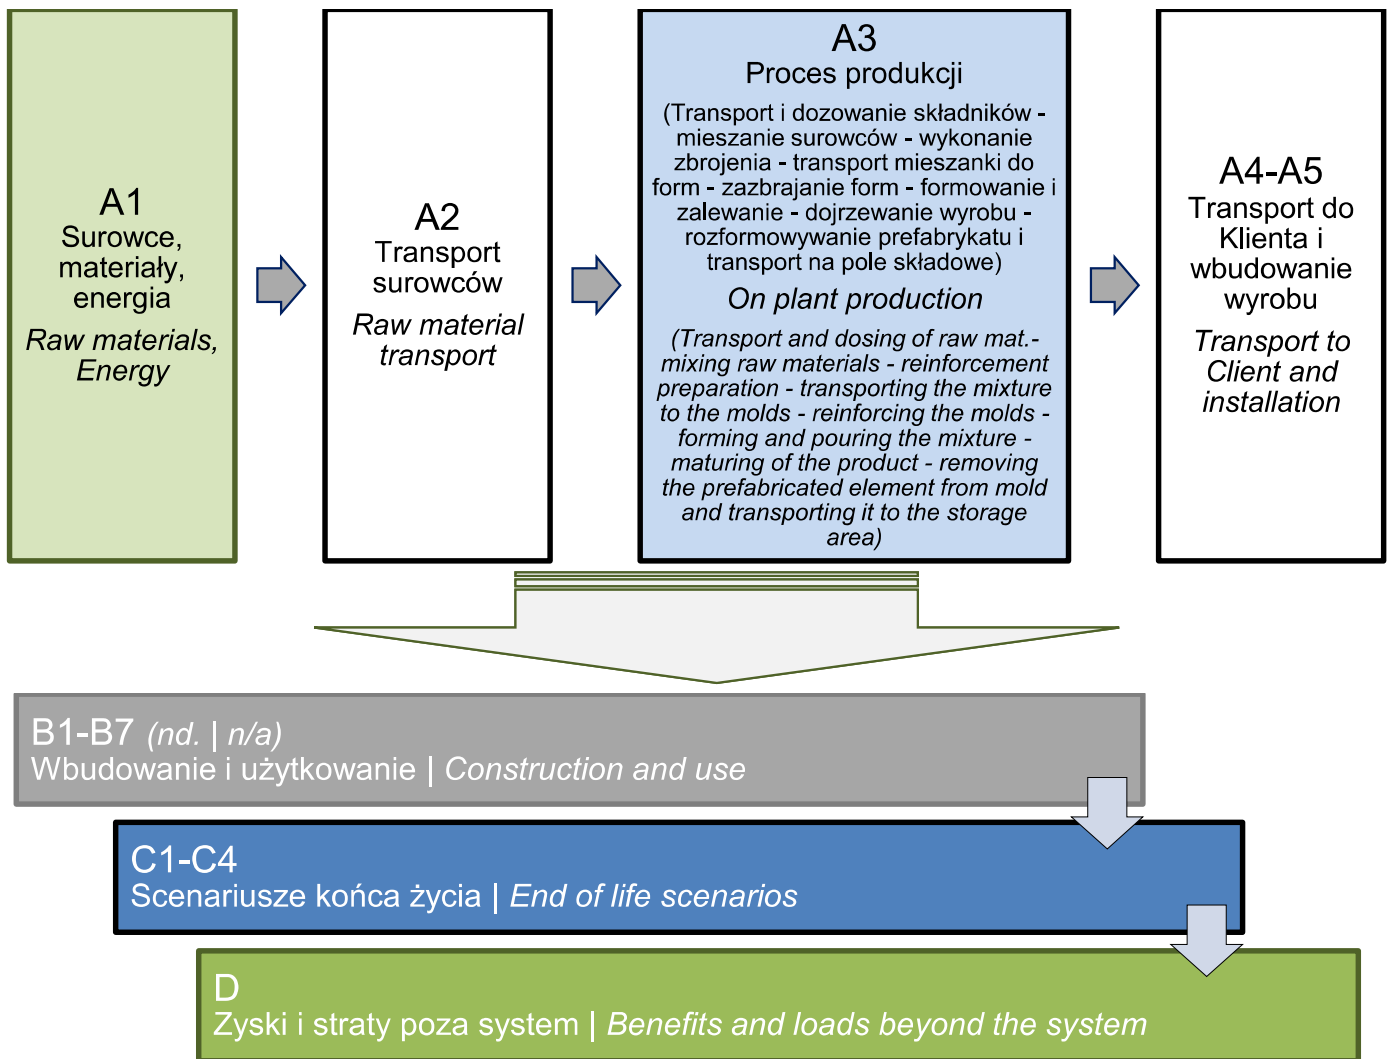 A1
Surowce,
materiały,
energia
Raw materials,
Energy
A2
Transport
surowców
Raw material
transport
A3
Proces produkcji
(Transport i dozowanie składników -
mieszanie surowców - wykonanie
zbrojenia - transport mieszanki do
form - zazbrajanie form - formowanie i
zalewanie - dojrzewanie wyrobu -
rozformowywanie prefabrykatu i
transport na pole składowe)
On plant production
(Transport and dosing of raw mat.-
mixing raw materials - reinforcement
preparation - transporting the mixture
to the molds - reinforcing the molds -
forming and pouring the mixture -
maturing of the product - removing
the prefabricated element from mold
and transporting it to the storage
area)
A4-A5
Transport do
Klienta i
wbudowanie
wyrobu
Transport to
Client and
installation
B1-B7 (nd. | n/a)
Wbudowanie i użytkowanie | Construction and use
C1-C4
Scenariusze końca życia | End of life scenarios
D
Zyski i straty poza system | Benefits and loads beyond the system